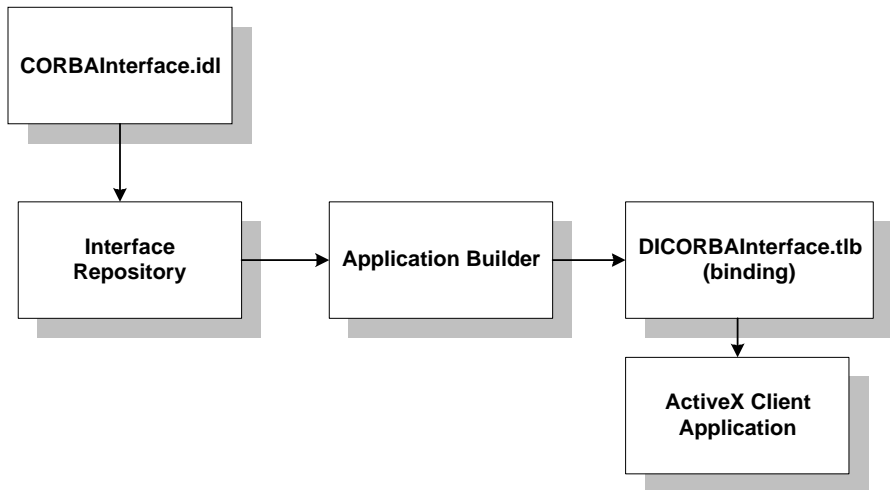 CORBAInterface.idl
Interface
Repository
Application Builder
DICORBAInterface.tlb
(binding)
ActiveX Client
Application